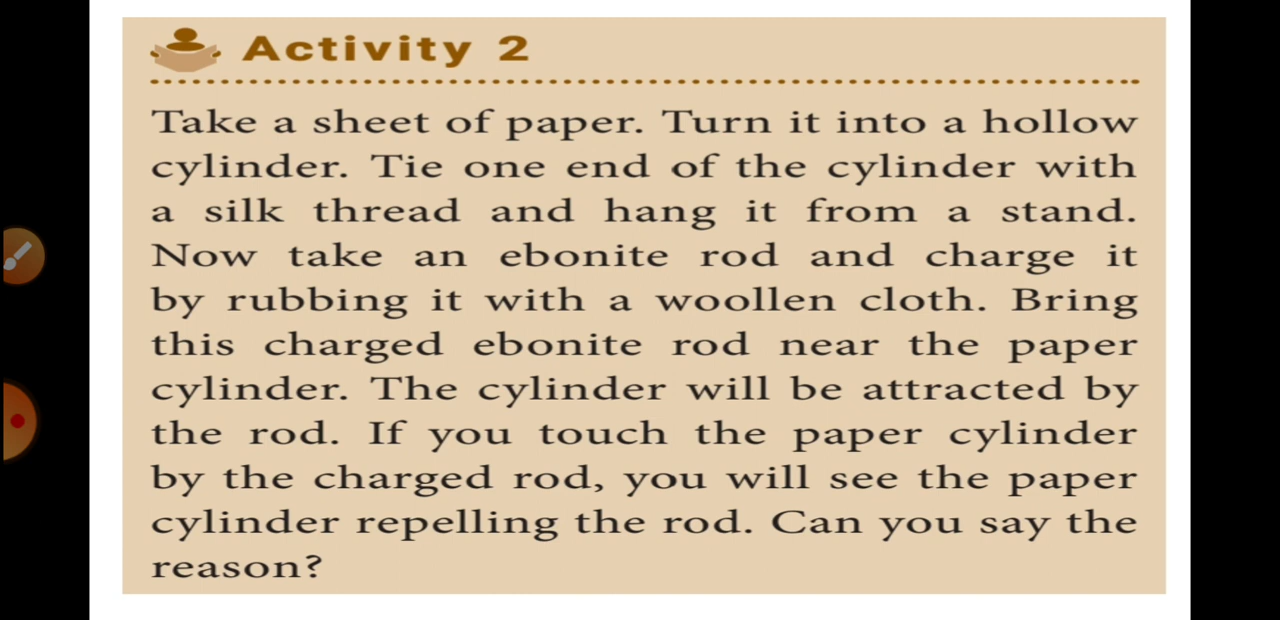 Activity 2
Take a sheet of paper. Turn it into a hollow
cylinder. Tie one end of the cylinder with
a silk thread and hang it from a stand.
Now take an ebonite rod and charge it
by rubbing it with a woollen cloth. Bring
this charged ebonite rod near the paper
cylinder. The cylinder will be attracted by
the rod. If you touch the paper cylinder
by the charged rod, you will see the paper
cylinder repelling the rod. Can you say the
reason?